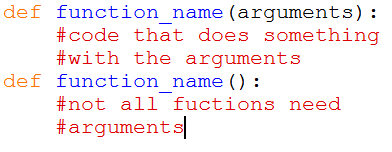 def function_name(arguments):
    #code that does something
    #with the arguments
def function_name():
    #not all fuctions need
    #arguments